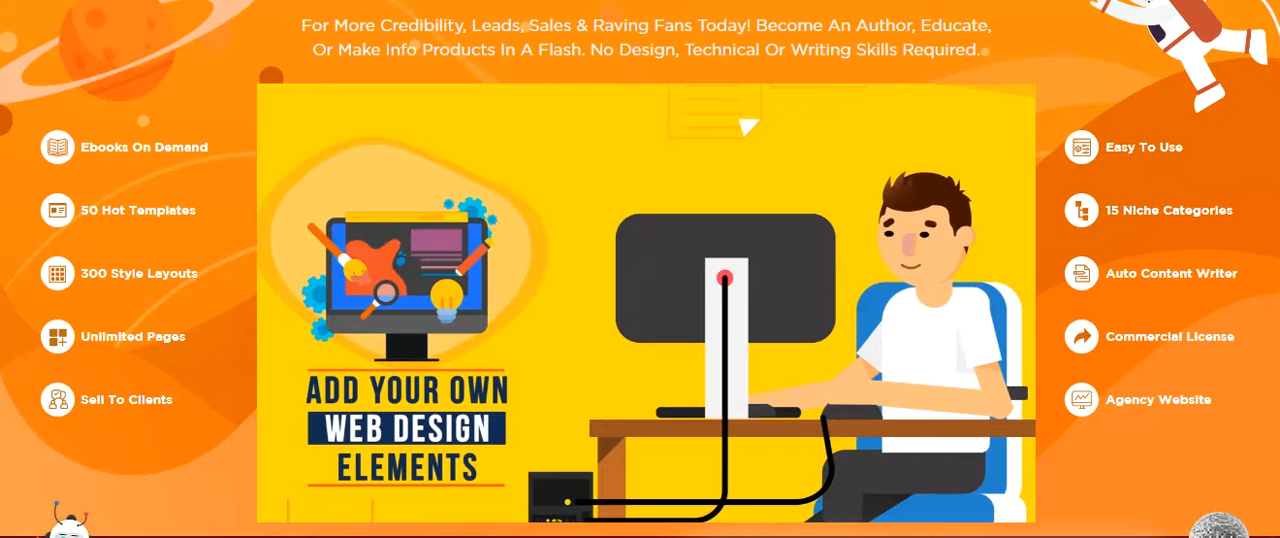 For More Credibility, Leads, Sales & Raving Fans Today! Become An Author, Educate,
Or Make Info Products In A Flash. No Design, Technical Or Writing Skills Required.
Ebooks On Demand
50 Hot Templates
300 Style Layouts
Unlimited Pages
Sell To Clients
ADD YOUR OWN
WEB DESIGN
ELEMENTS
Easy To Use
15 Niche Categories
Auto Content Writer
Commercial License
Agency Website